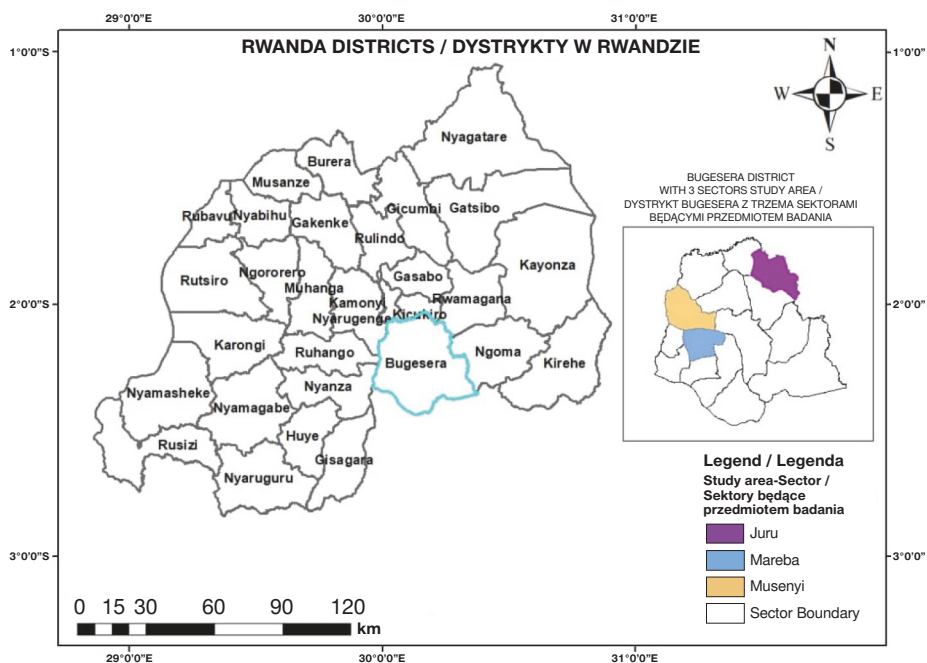 29°0'0"E 30°0'0"E 31°0'0"E
1°0'0"S
1°0'0"S
RWANDA DISTRICTS / DYSTRYKTY W RWANDZIE
N
W E
S
Nyagatare
Burera
Musanze
Rubavu
Nyabihu
Gakenke
Gicumbi
Gatsibo
Rulindo
Rutsiro
Ngororero
Muhanga
Gasabo
Kayonza
Kamonyi
Rwamagana
Nyarugenge
Kicukiro
2°0'0"S
2°0'0"S
Karongi
Ruhango
Bugesera
Ngoma
Kirehe
Nyamasheke
Nyanza
Nyamagabe
Rusizi
Huye
Gisagara
Nyaruguru
BUGESERA DISTRICT
WITH 3 SECTORS STUDY AREA /
DYSTRYKT BUGESERA Z TRZEMA SEKTORAMI
BĘDĄCYMI PRZEDMIOTEM BADANIA
Legend / Legenda
Study area-Sector /
Sektory będące
przedmiotem badania
Juru
Mareba
Musenyi
Sector Boundary
3°0'0"S
3°0'0"S
0 15 30 60 90 120
km
29°0'0"E 30°0'0"E 31°0'0"E